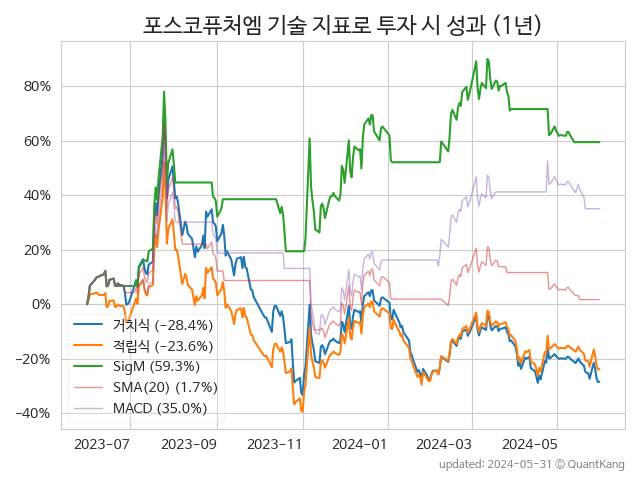 포스코퓨처엠 기술 지표로 투자 시 성과 (1년)
80%
60%
40%
20%
0%
−20%
−40%
거치식 (−28.4%)
적립식 (−23.6%)
SigM (59.3%)
SMA(20) (1.7%)
MACD (35.0%)
2023-07 2023-09 2023-11 2024-01 2024-03 2024-05
updated: 2024-05-31 © QuantKang